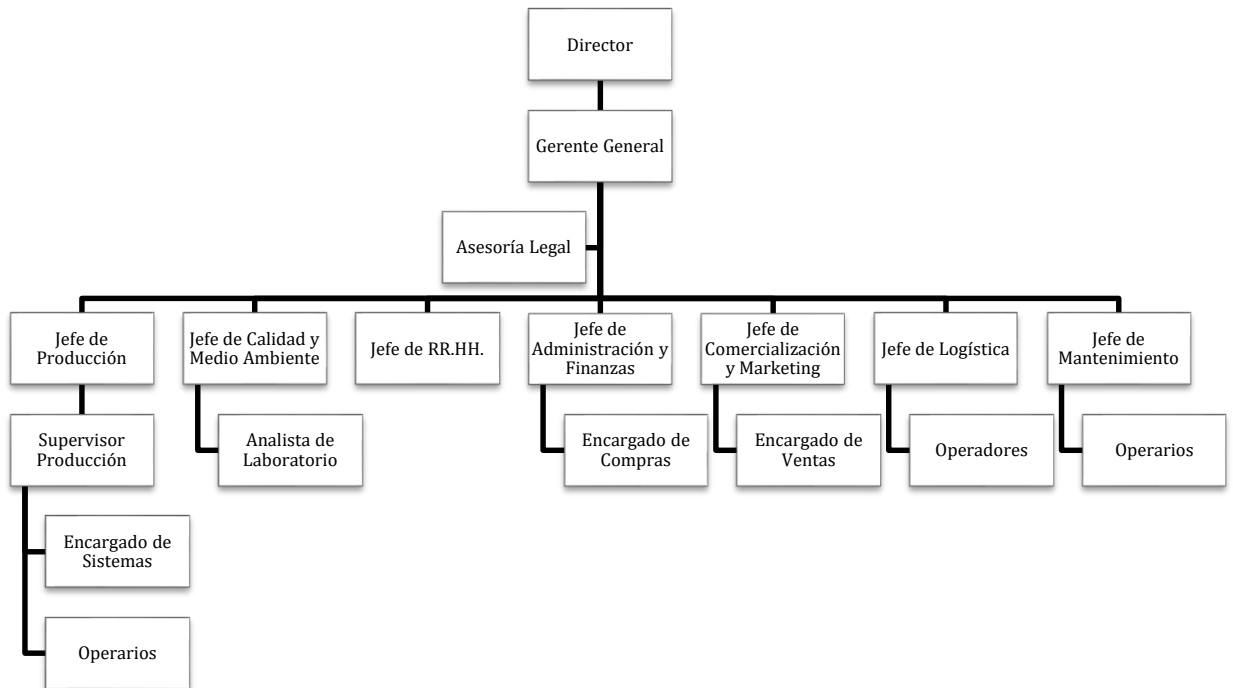 Director
Gerente General
Asesoría Legal
Jefe de
Producción
Jefe de Calidad y
Medio Ambiente
Jefe de RR.HH.
Jefe de
Administración y
Finanzas
Jefe de
Comercialización
y Marketing
Jefe de Logística
Jefe de
Mantenimiento
Supervisor
Producción
Analista de
Laboratorio
Encargado de
Compras
Encargado de
Ventas
Operadores
Operarios
Encargado de
Sistemas
Operarios